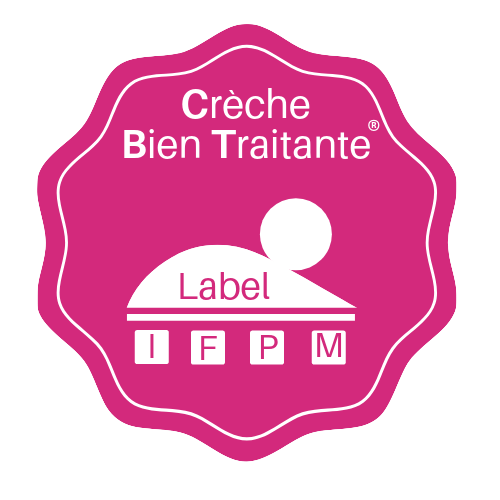 Crèche
Bien Traitante®
Label
I F P M